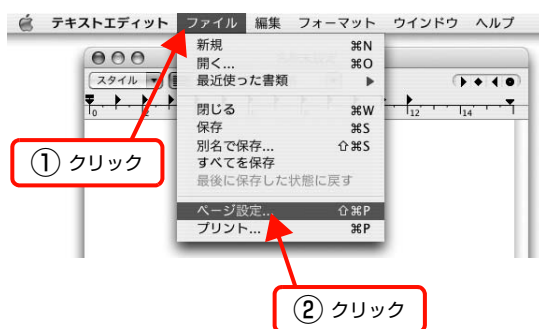 テキストエディット ファイル 編集 フォーマット ウインドウ ヘルプ
新規 ⌘N
開く... ⌘O
最近使った書類 ▶
スタイル
0 2 12 14
閉じる ⌘W
保存 ⌘S
別名で保存... ⇧⌘S
すべてを保存
最後に保存した状態に戻す
① クリック
ページ設定... ⇧⌘P
プリント... ⌘P
② クリック